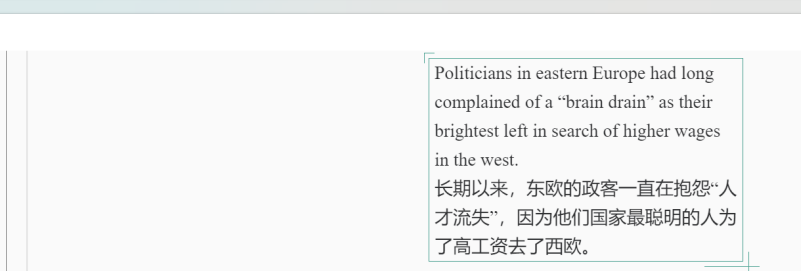 Politicians in eastern Europe had long
complained of a “brain drain” as their
brightest left in search of higher wages
in the west.
长期以来，东欧的政客一直在抱怨“人
才流失”，因为他们国家最聪明的人为
了高工资去了西欧。